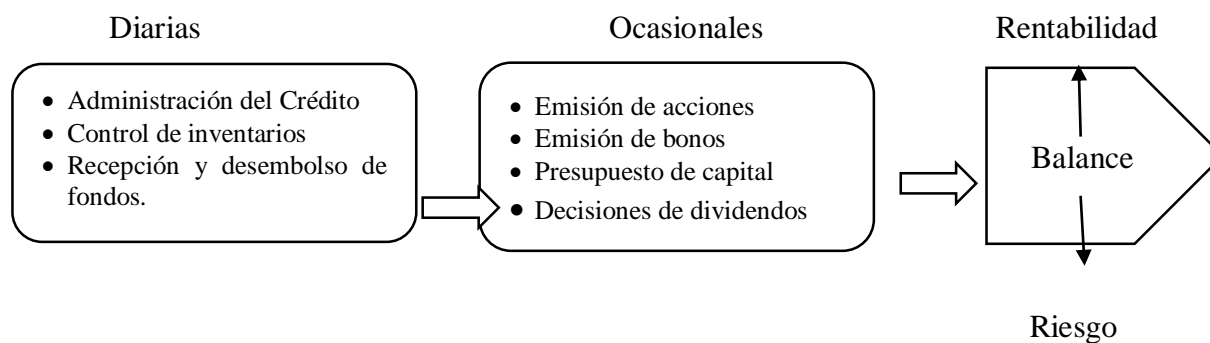 Diarias
• Administración del Crédito
• Control de inventarios
• Recepción y desembolso de
fondos.
Ocasionales
• Emisión de acciones
• Emisión de bonos
• Presupuesto de capital
• Decisiones de dividendos
Rentabilidad
Balance
Riesgo